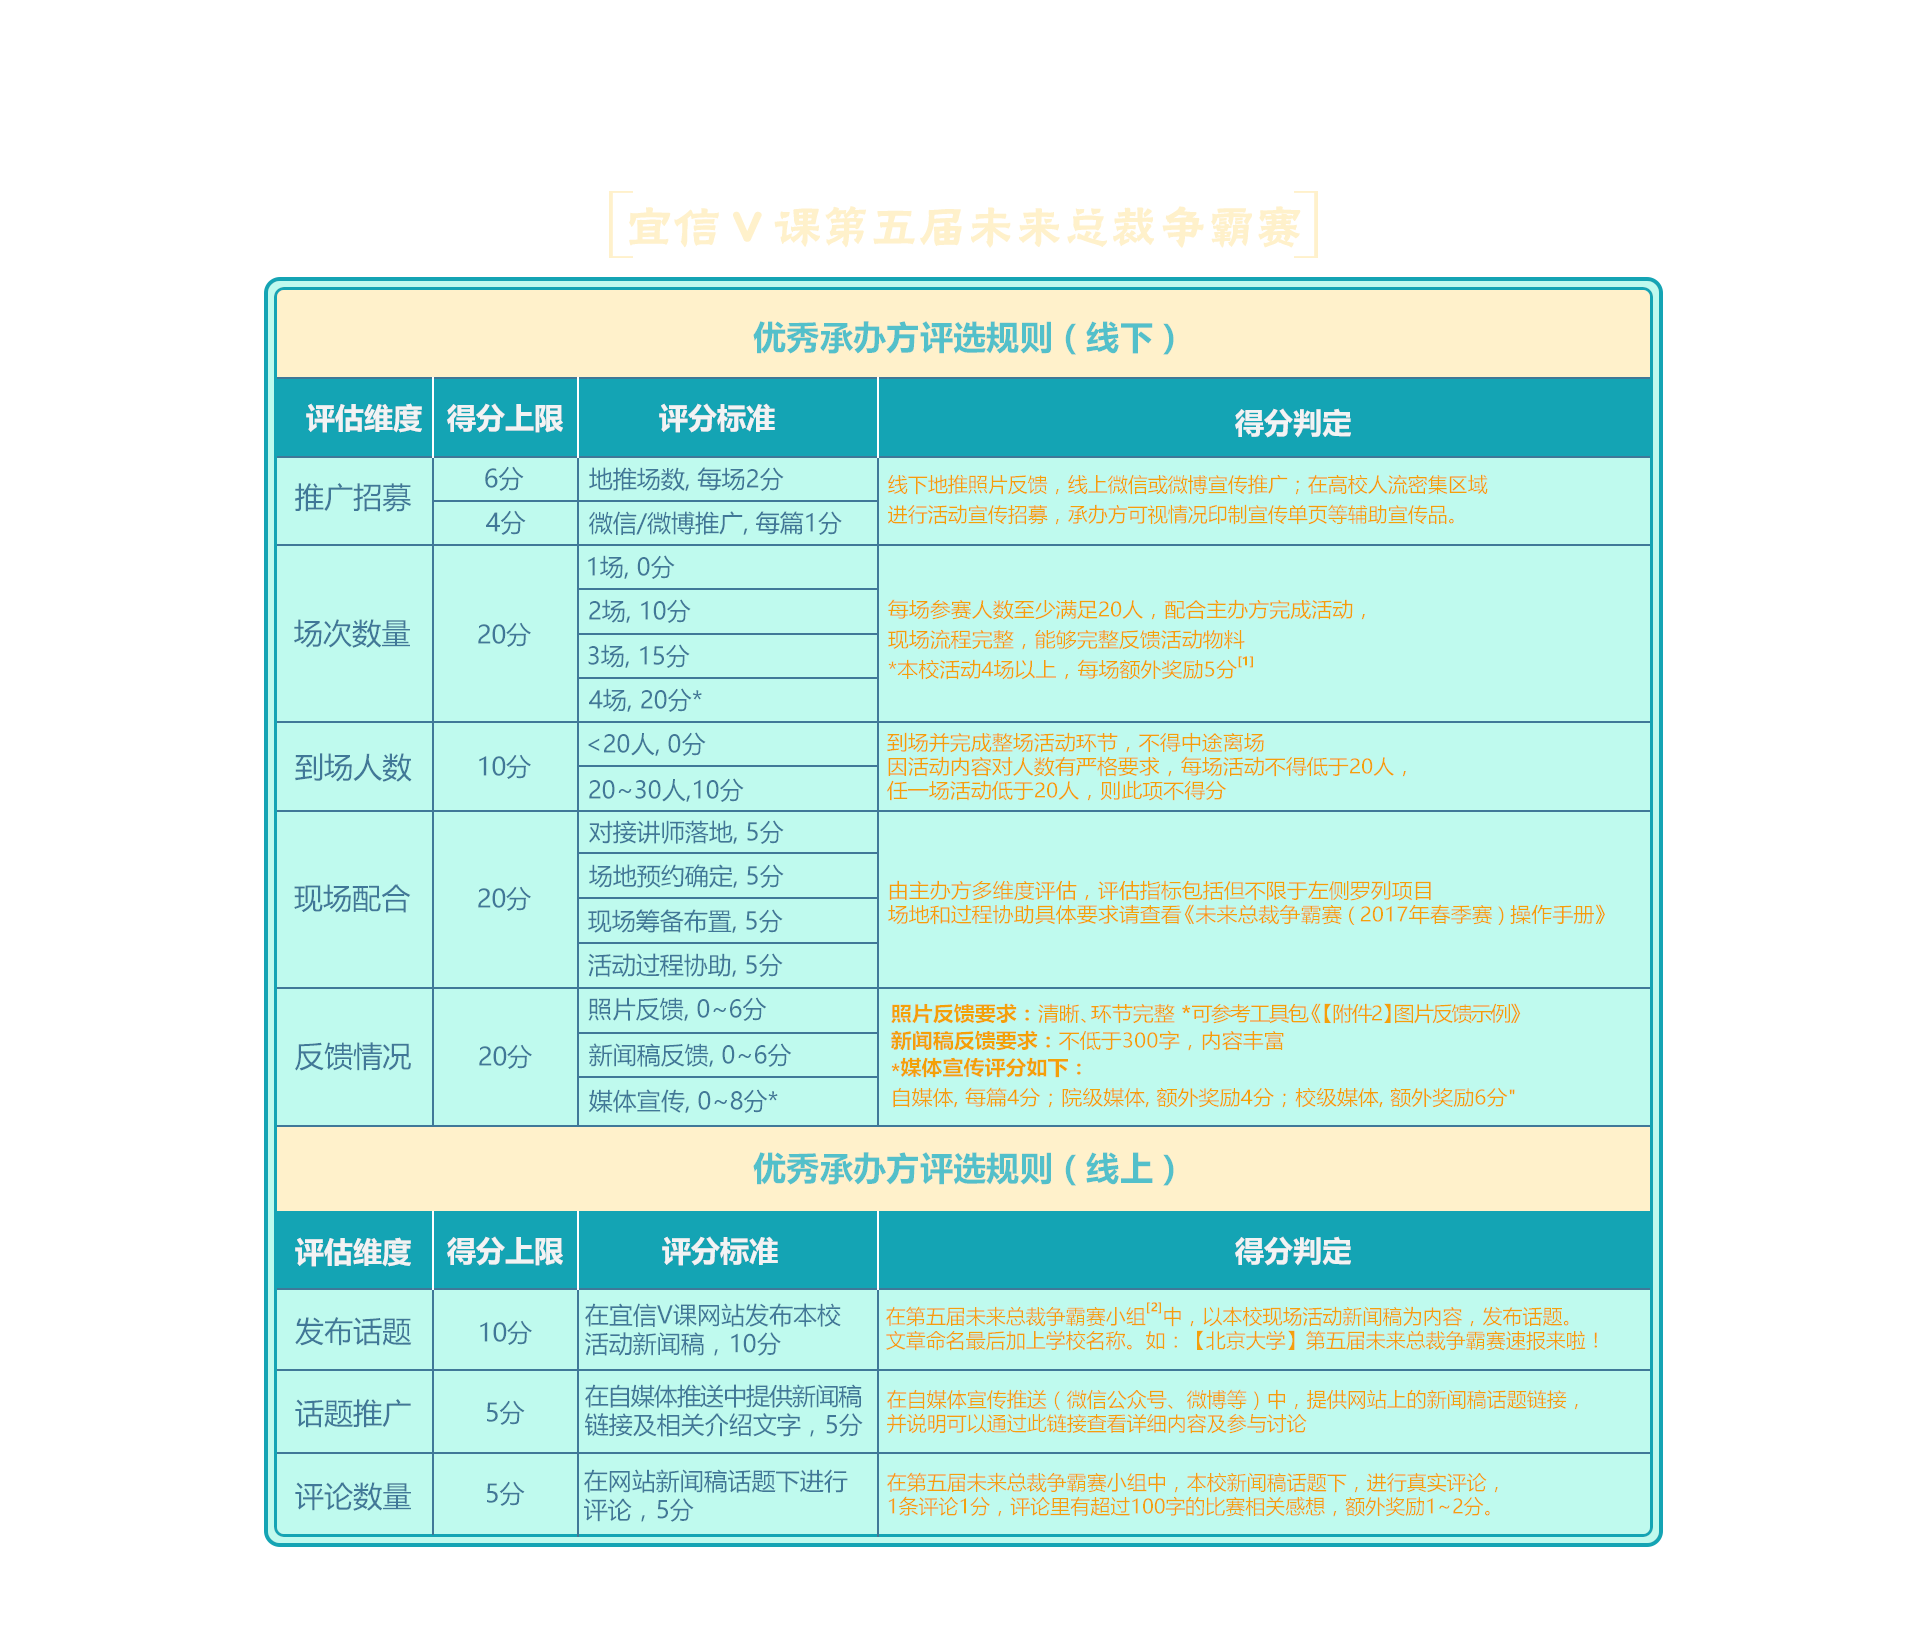 宜信V课第五届未来总裁争霸赛
优秀承办方评选规则（线下）
评估维度 得分上限 评分标准 得分判定
推广招募
6分 地推场数, 每场2分
4分 微信/微博推广, 每篇1分
线下地推照片反馈，线上微信或微博宣传推广；在高校人流密集区域
进行活动宣传招募，承办方可视情况印制宣传单页等辅助宣传品。
场次数量 20分
1场, 0分
2场, 10分
3场, 15分
4场, 20分*
每场参赛人数至少满足20人，配合主办方完成活动，
现场流程完整，能够完整反馈活动物料
*本校活动4场以上，每场额外奖励5分[1]
到场人数 10分
<20人, 0分
20~30人,10分
到场并完成整场活动环节，不得中途离场
因活动内容对人数有严格要求，每场活动不得低于20人，
任一场活动低于20人，则此项不得分
现场配合 20分
对接讲师落地, 5分
场地预约确定, 5分
现场筹备布置, 5分
活动过程协助, 5分
由主办方多维度评估，评估指标包括但不限于左侧罗列项目
场地和过程协助具体要求请查看《未来总裁争霸赛（2017年春季赛）操作手册》
反馈情况 20分
照片反馈, 0~6分
新闻稿反馈, 0~6分
媒体宣传, 0~8分*
照片反馈要求：清晰、环节完整 *可参考工具包《【附件2】图片反馈示例》
新闻稿反馈要求：不低于300字，内容丰富
*媒体宣传评分如下：
自媒体, 每篇4分；院级媒体, 额外奖励4分；校级媒体, 额外奖励6分"
优秀承办方评选规则（线上）
评估维度 得分上限 评分标准 得分判定
发布话题 10分
在宜信V课网站发布本校
活动新闻稿，10分
在第五届未来总裁争霸赛小组[2]中，以本校现场活动新闻稿为内容，发布话题。
文章命名最后加上学校名称。如：【北京大学】第五届未来总裁争霸赛速报来啦！
话题推广 5分
在自媒体推送中提供新闻稿
链接及相关介绍文字，5分
在自媒体宣传推送（微信公众号、微博等）中，提供网站上的新闻稿话题链接，
并说明可以通过此链接查看详细内容及参与讨论
评论数量 5分
在网站新闻稿话题下进行
评论，5分
在第五届未来总裁争霸赛小组中，本校新闻稿话题下，进行真实评论，
1条评论1分，评论里有超过100字的比赛相关感想，额外奖励1~2分。